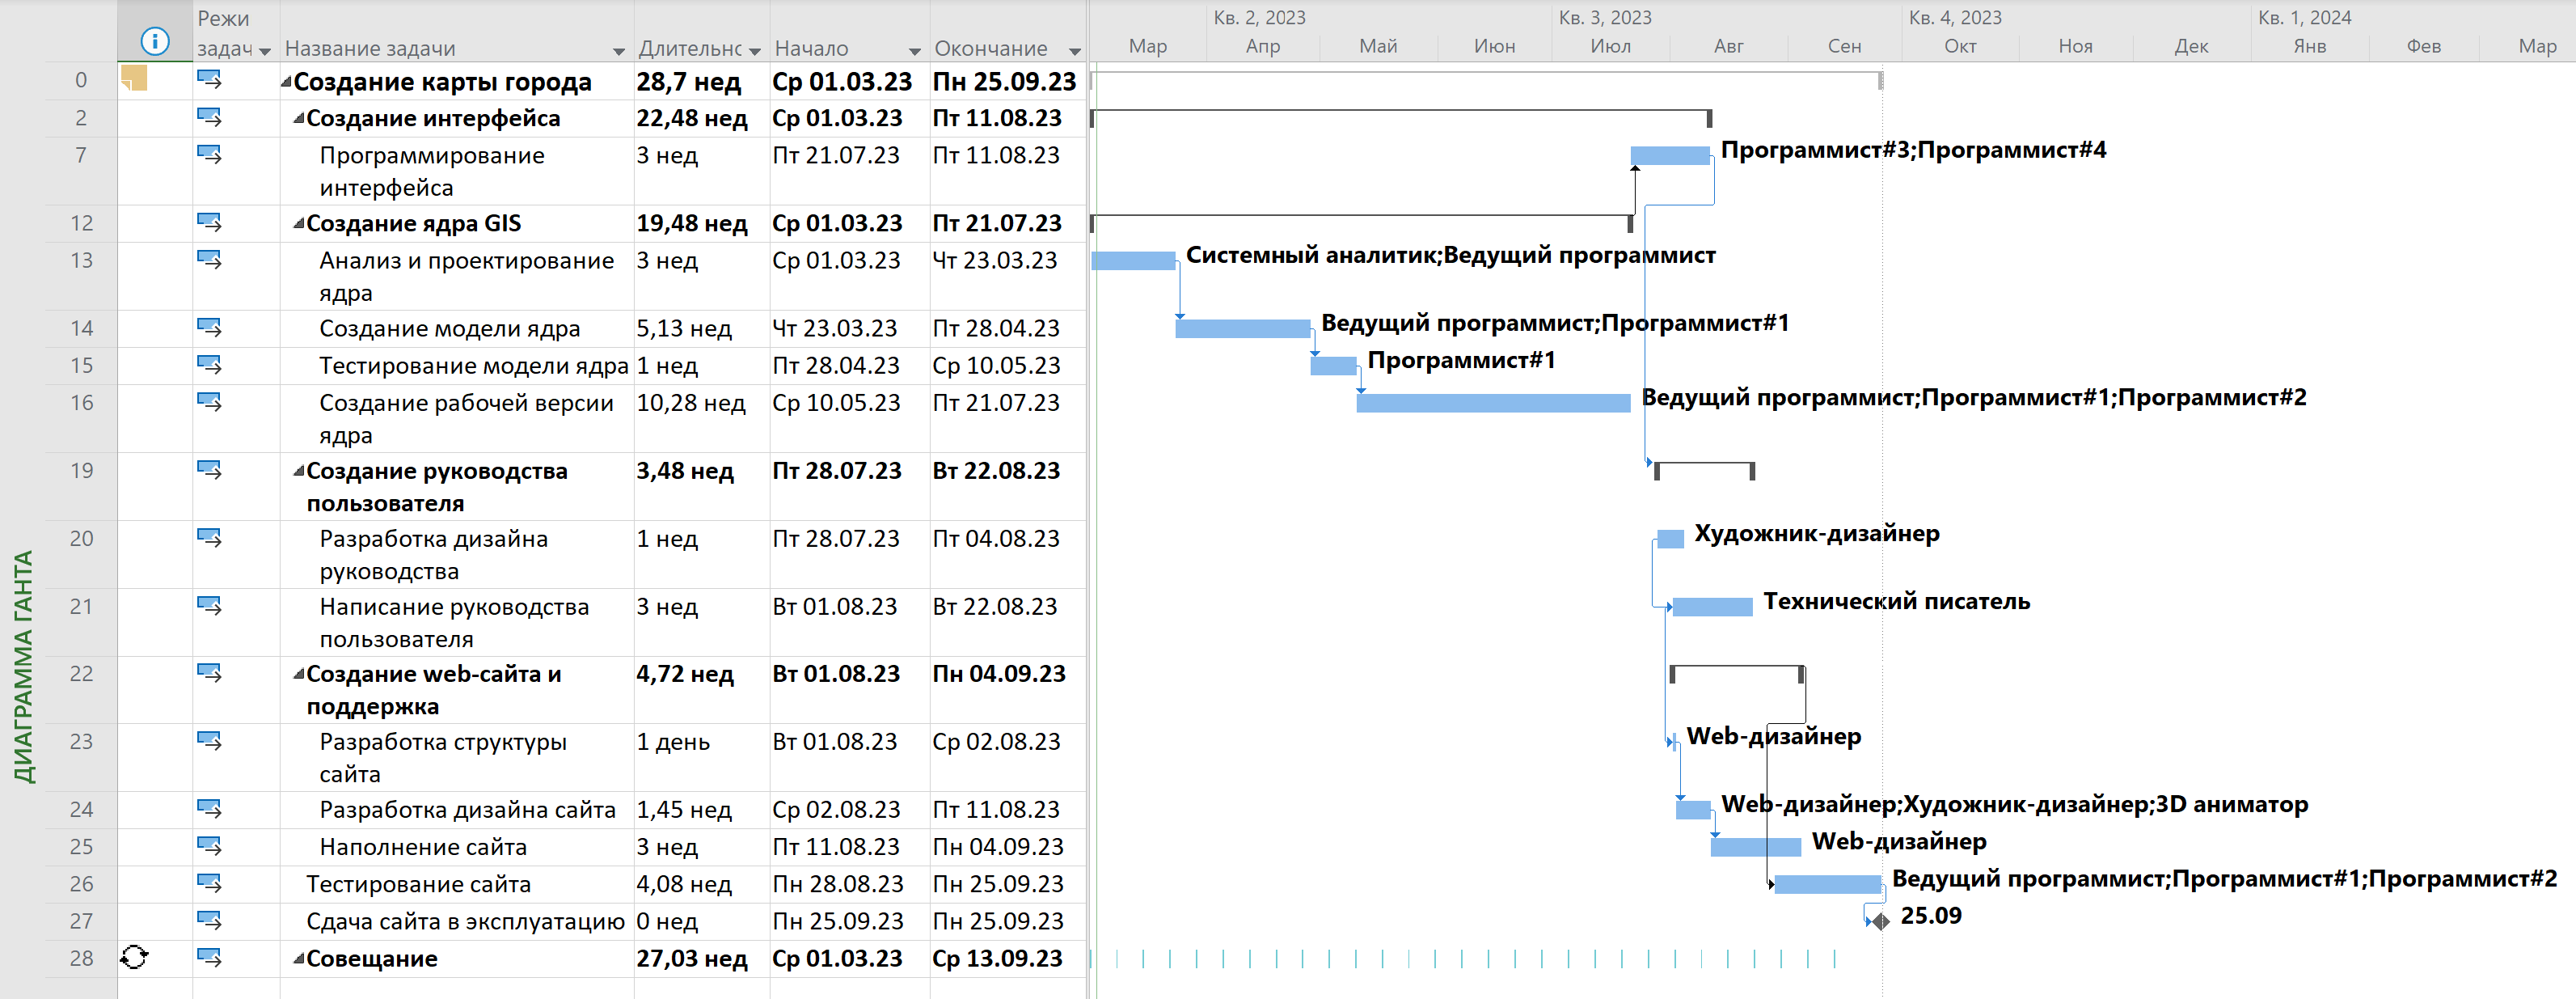 Кв. 2, 2023 Кв. 3, 2023 Кв. 4, 2023 Кв. 1, 2024
Режи
задач Название задачи Длительнс Начало Окончание Мар Апр Май Июн Июл Авг Сен Окт Ноя Дек Янв Фев Мар
0 Создание карты города 28,7 нед Ср 01.03.23 Пн 25.09.23
2 Создание интерфейса 22,48 нед Ср 01.03.23 Пт 11.08.23
7 Программирование 3 нед Пт 21.07.23 Пт 11.08.23 Программист#3;Программист#4
интерфейса
12 Создание ядра GIS 19,48 нед Ср 01.03.23 Пт 21.07.23
13 Анализ и проектирование 3 нед Ср 01.03.23 Чт 23.03.23 Системный аналитик;Ведущий программист
ядра
14 Создание модели ядра 5,13 нед Чт 23.03.23 Пт 28.04.23 Ведущий программист;Программист#1
15 Тестирование модели ядра 1 нед Пт 28.04.23 Ср 10.05.23 Программист#1
16 Создание рабочей версии 10,28 нед Ср 10.05.23 Пт 21.07.23 Ведущий программист;Программист#1;Программист#2
ядра
19 Создание руководства 3,48 нед Пт 28.07.23 Вт 22.08.23
пользователя
20 Разработка дизайна 1 нед Пт 28.07.23 Пт 04.08.23 Художник-дизайнер
руководства
21 Написание руководства 3 нед Вт 01.08.23 Вт 22.08.23 Технический писатель
пользователя
22 Создание web-сайта и 4,72 нед Вт 01.08.23 Пн 04.09.23
поддержка
23 Разработка структуры 1 день Вт 01.08.23 Ср 02.08.23 Web-дизайнер
сайта
24 Разработка дизайна сайта 1,45 нед Ср 02.08.23 Пт 11.08.23 Web-дизайнер;Художник-дизайнер;3D аниматор
25 Наполнение сайта 3 нед Пт 11.08.23 Пн 04.09.23 Web-дизайнер
26 Тестирование сайта 4,08 нед Пн 28.08.23 Пн 25.09.23 Ведущий программист;Программист#1;Программист#2
27 Сдача сайта в эксплуатацию 0 нед Пн 25.09.23 Пн 25.09.23 25.09
28 Совещание 27,03 нед Ср 01.03.23 Ср 13.09.23
ДИАГРАММА ГАНТА